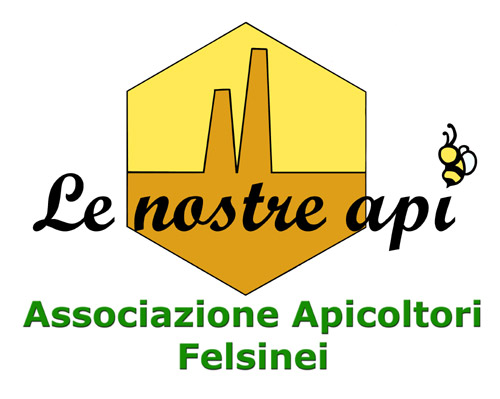 Le nostre api
Associazione Apicoltori
Felsinei